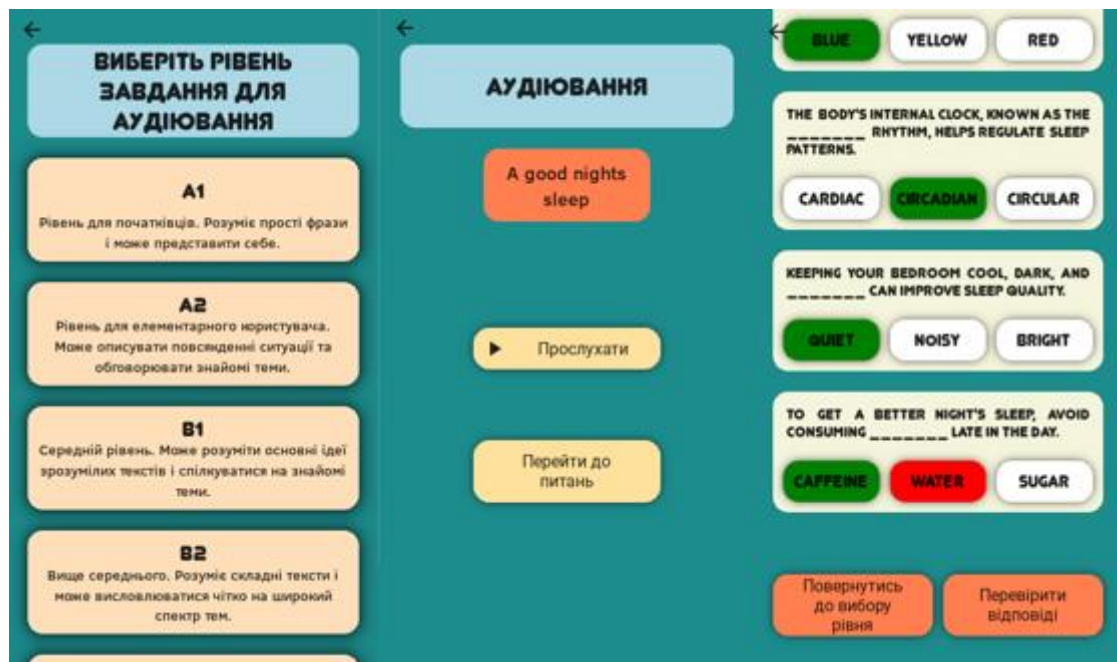 ВИБЕРІТЬ РІВЕНЬ
ЗАВДАННЯ ДЛЯ
АУДІЮВАННЯ
A1
Рівень для початківців. Розуміє прості фрази
і може представити себе.
A2
Рівень для елементарного користувача.
Може описувати повсякденні ситуації та
обговорювати знайомі теми.
B1
Середній рівень. Може розуміти основні ідеї
зрозумілих текстів і спілкуватися на знайомі
теми.
B2
Вище середнього. Розуміє складні тексти і
може висловлюватися чітко на широкий
спектр тем.
АУДІЮВАННЯ
A good nights
sleep
Прослухати
Перейти до
питань
BLUE YELLOW RED
THE BODY'S INTERNAL CLOCK, KNOWN AS THE
_______ RHYTHM, HELPS REGULATE SLEEP
PATTERNS.
CARDIAC CIRCADIAN CIRCULAR
KEEPING YOUR BEDROOM COOL, DARK, AND
_______ CAN IMPROVE SLEEP QUALITY.
QUIET NOISY BRIGHT
TO GET A BETTER NIGHT'S SLEEP, AVOID
CONSUMING _______ LATE IN THE DAY.
CAFFEINE WATER SUGAR
Повернутись
до вибору
рівня
Перевірити
відповіді